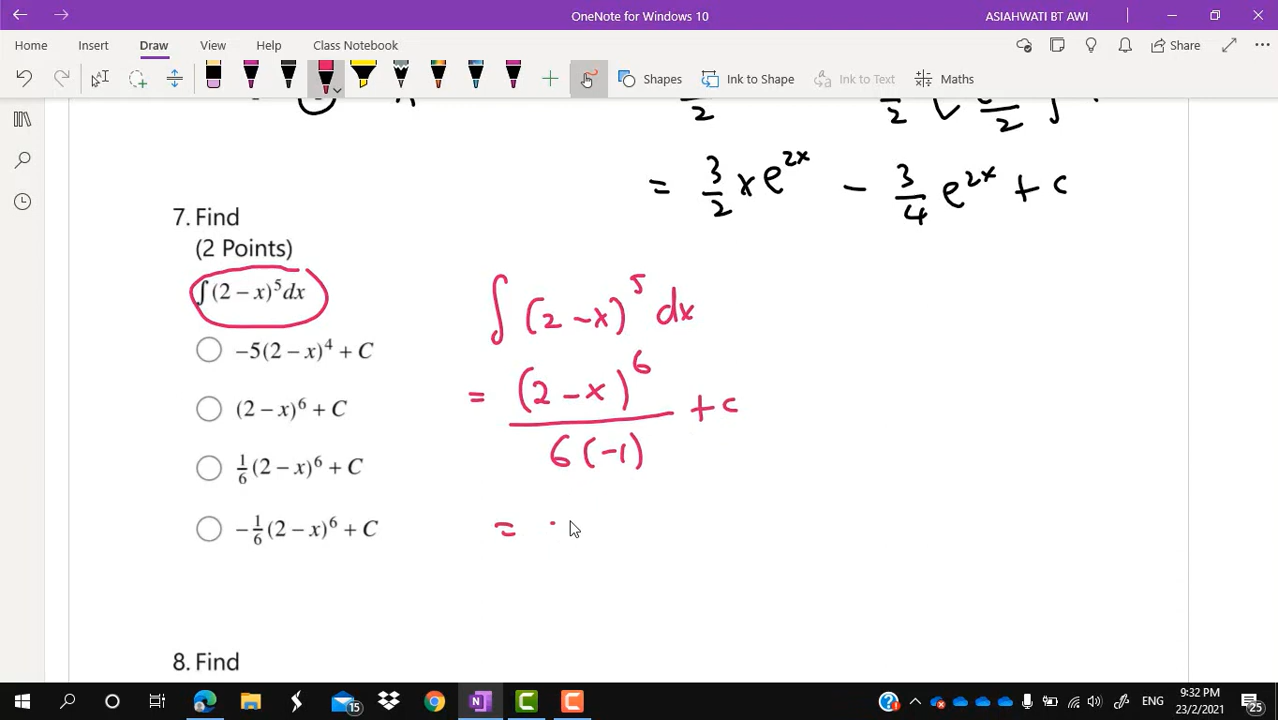 OneNote for Windows 10
ASIAHWATI BT AWI
Home Insert Draw View Help Class Notebook
Share
Shapes Ink to Shape Ink to Text Maths
= 3/2 xe^{2x} - 3/4 e^{2x} + c
7. Find
(2 Points)
∫(2 − x)^5 dx
−5(2 − x)^4 + C
(2 − x)^6 + C
1/6 (2 − x)^6 + C
−1/6 (2 − x)^6 + C
∫ (2 - x)^5 dx
= (2 - x)^6 / 6(-1) + c
=
8. Find
15
ENG
9:32 PM
23/2/2021
25